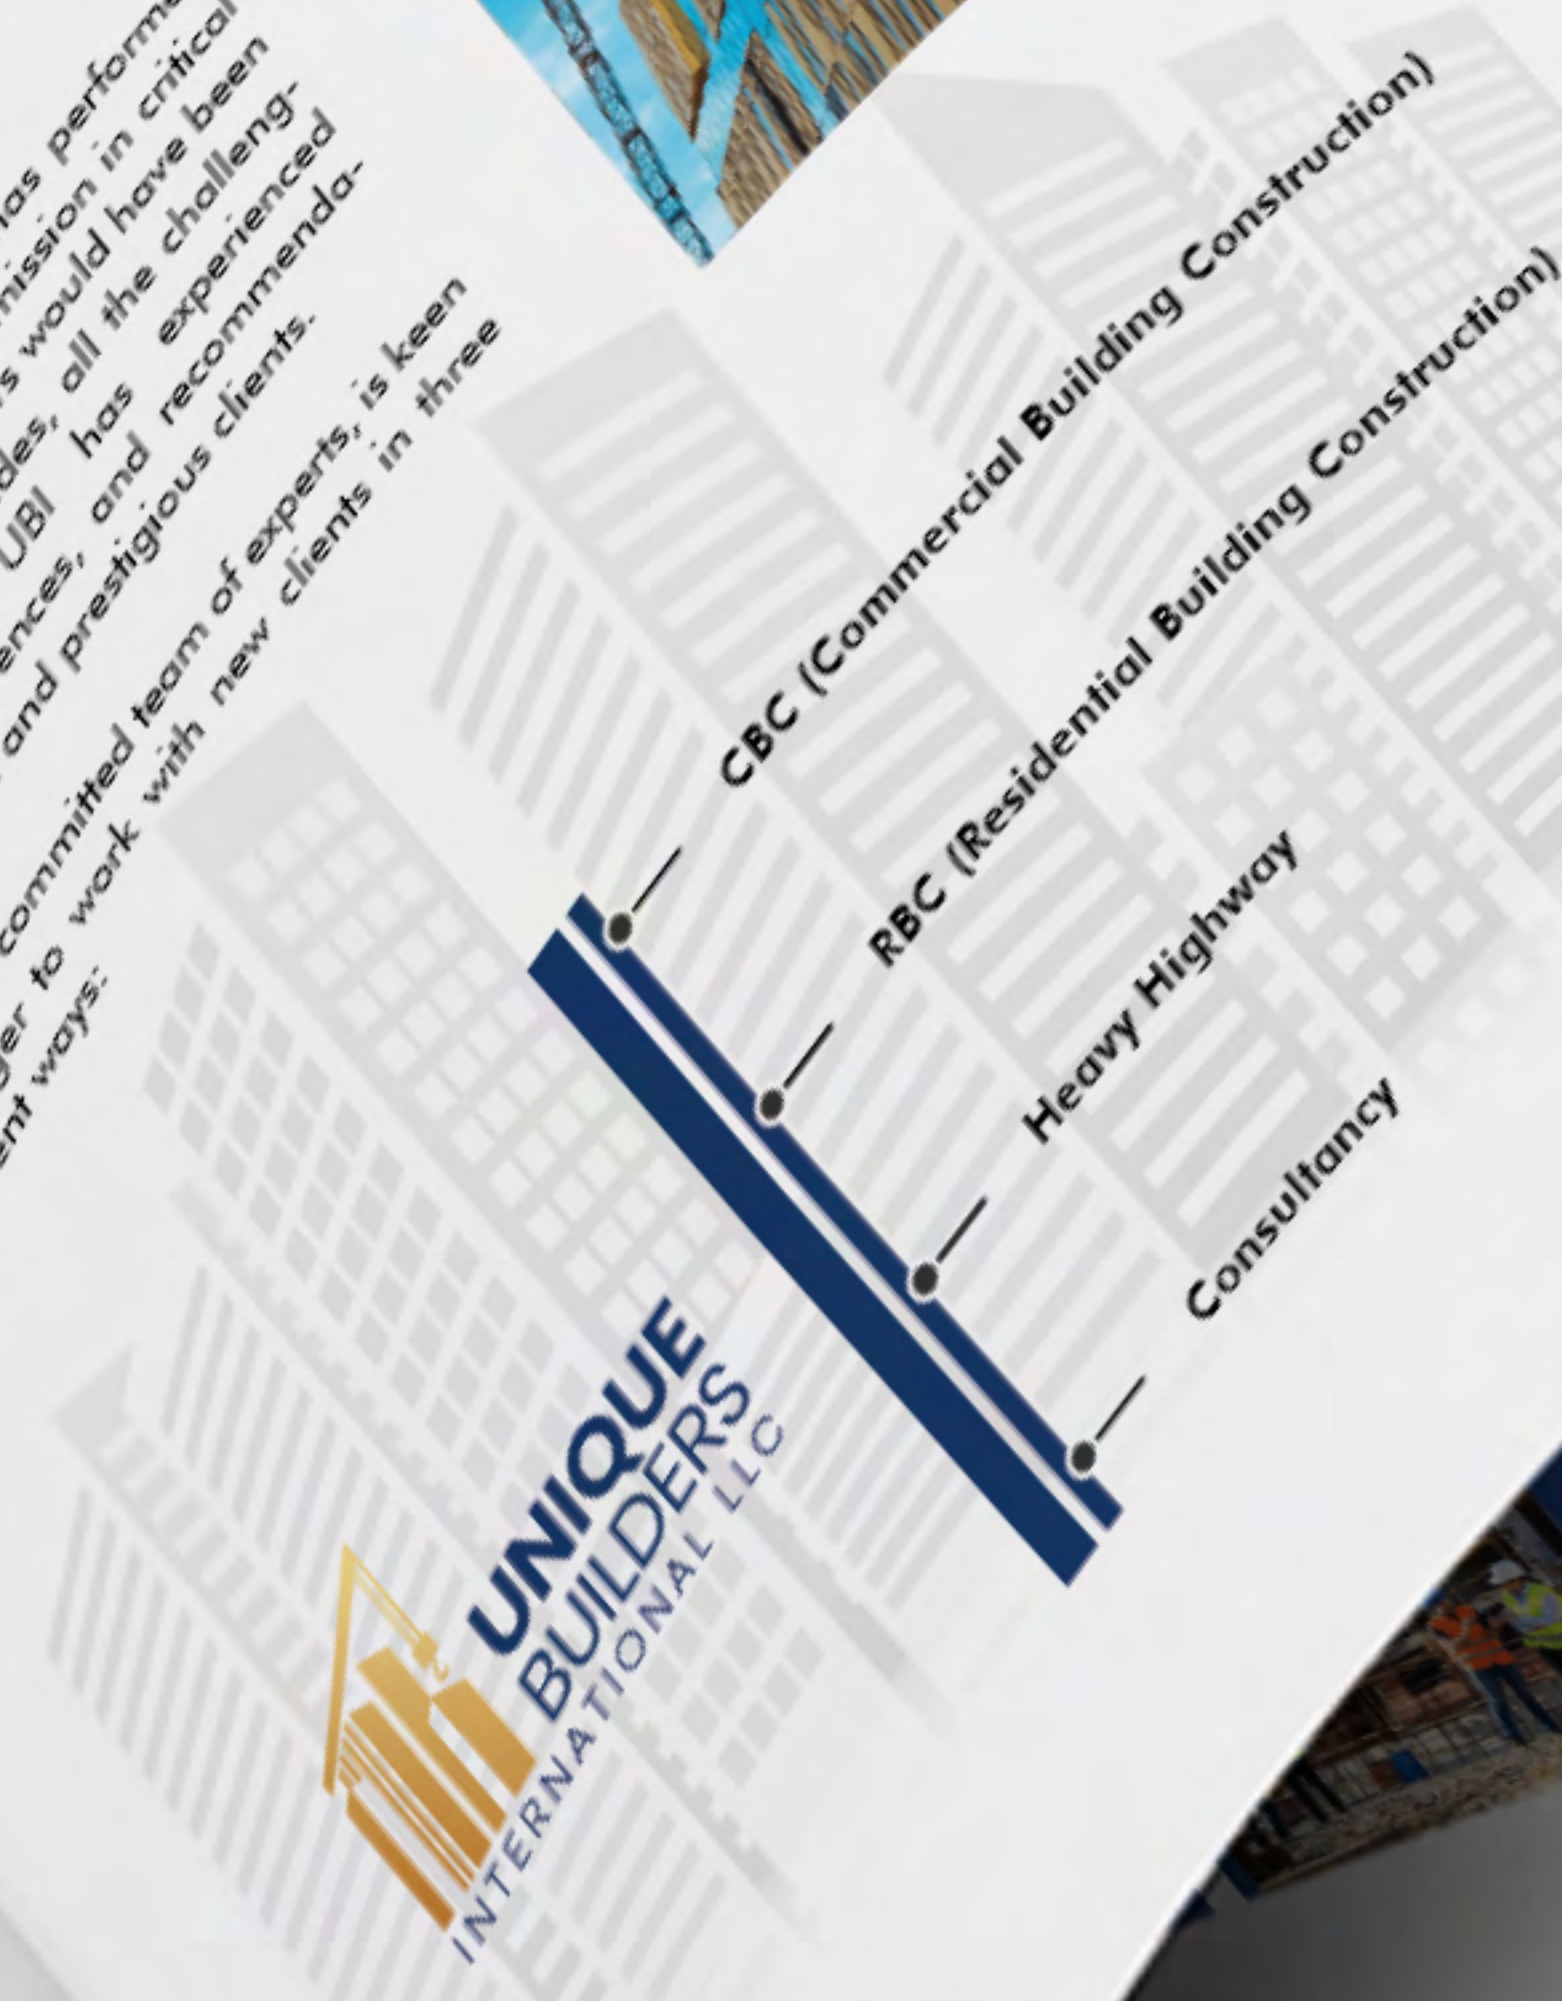 has performe
mission in critical
s would have been
des, all the challeng-
UBI has experienced
ences, and recommenda-
and prestigious clients.
committed team of experts, is keen
ger to work with new clients in three
ent ways:
CBC (Commercial Building Construction)
RBC (Residential Building Construction)
Heavy Highway
Consultancy
UNIQUE
BUILDERS
INTERNATIONAL LLC